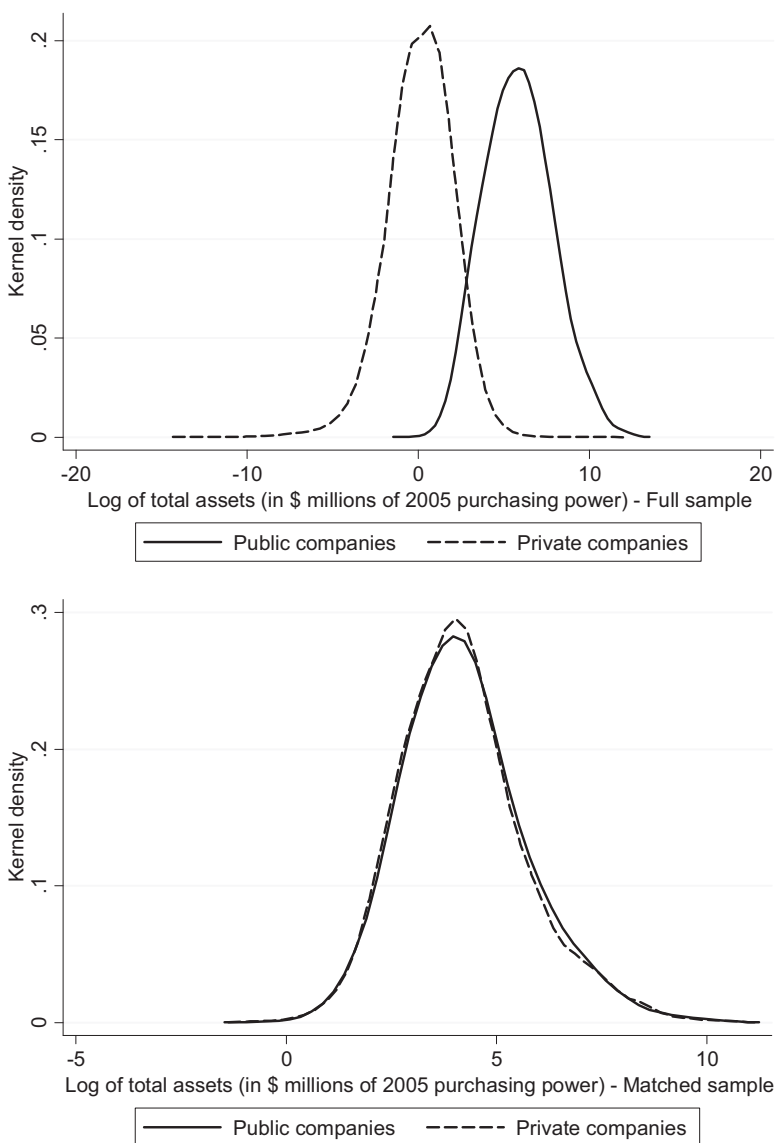 .2
.15
.1
.05
0
Kernel density
-20 -10 0 10 20
Log of total assets (in $ millions of 2005 purchasing power) - Full sample
Public companies Private companies
.3
.2
.1
0
Kernel density
-5 0 5 10
Log of total assets (in $ millions of 2005 purchasing power) - Matched sample
Public companies Private companies